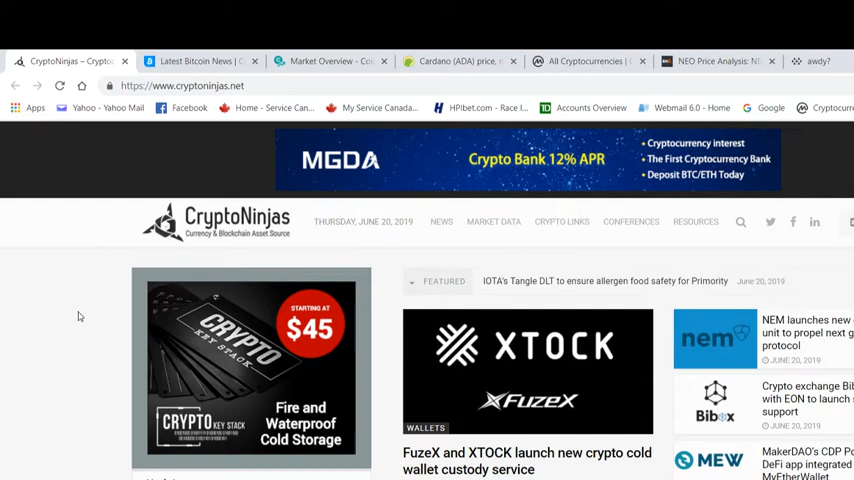 CryptoNinjas – Cryptoc
Latest Bitcoin News | C
Market Overview - Coi
Cardano (ADA) price, m
All Cryptocurrencies | C
NEO Price Analysis: NE
awdy?
https://www.cryptoninjas.net
Apps
Yahoo - Yahoo Mail
Facebook
Home - Service Can...
My Service Canada...
HPIbet.com - Race I...
Accounts Overview
Webmail 6.0 - Home
Google
Cryptocurre
MGDA
Crypto Bank 12% APR
• Cryptocurrency interest
• The First Cryptocurrency Bank
• Deposit BTC/ETH Today
CryptoNinjas
Currency & Blockchain Asset Source
THURSDAY, JUNE 20, 2019
NEWS
MARKET DATA
CRYPTO LINKS
CONFERENCES
RESOURCES
FEATURED
IOTA's Tangle DLT to ensure allergen food safety for Primority
June 20, 2019
STARTING AT
$45
CRYPTO
KEY STACK
CRYPTO KEY STACK
Fire and
Waterproof
Cold Storage
XTOCK
FUZEX
WALLETS
FuzeX and XTOCK launch new crypto cold
wallet custody service
nem
NEM launches new
unit to propel next g
protocol
JUNE 20, 2019
Bibox
Crypto exchange Bib
with EON to launch s
support
JUNE 20, 2019
MEW
MakerDAO's CDP Po
DeFi app integrated
MyEtherWallet